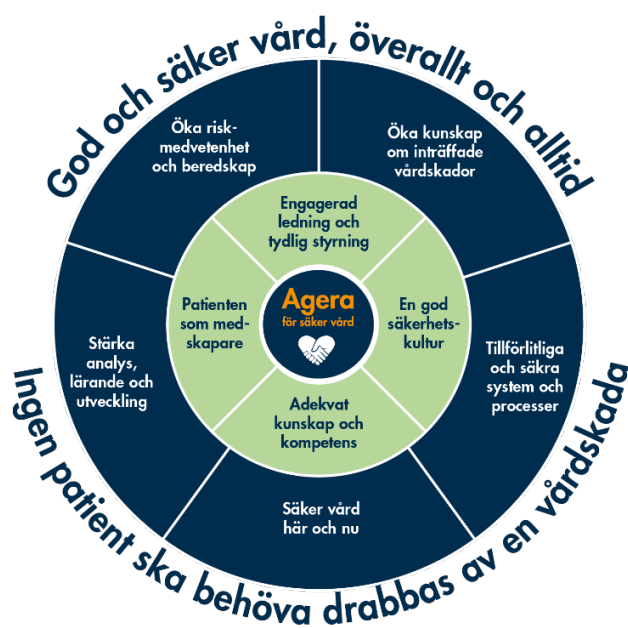 God och säker vård, överallt och alltid
Öka risk-
medvetenhet
och beredskap
Öka kunskap
om inträffade
vårdskador
Engagerad
ledning och
tydlig styrning
Patienten
som med-
skapare
Agera
för säker vård
En god
säkerhets-
kultur
Stärka
analys,
lärande och
utveckling
Tillförlitliga
och säkra
system och
processer
Adekvat
kunskap och
kompetens
Säker vård
här och nu
Ingen patient ska behöva drabbas av en vårdskada